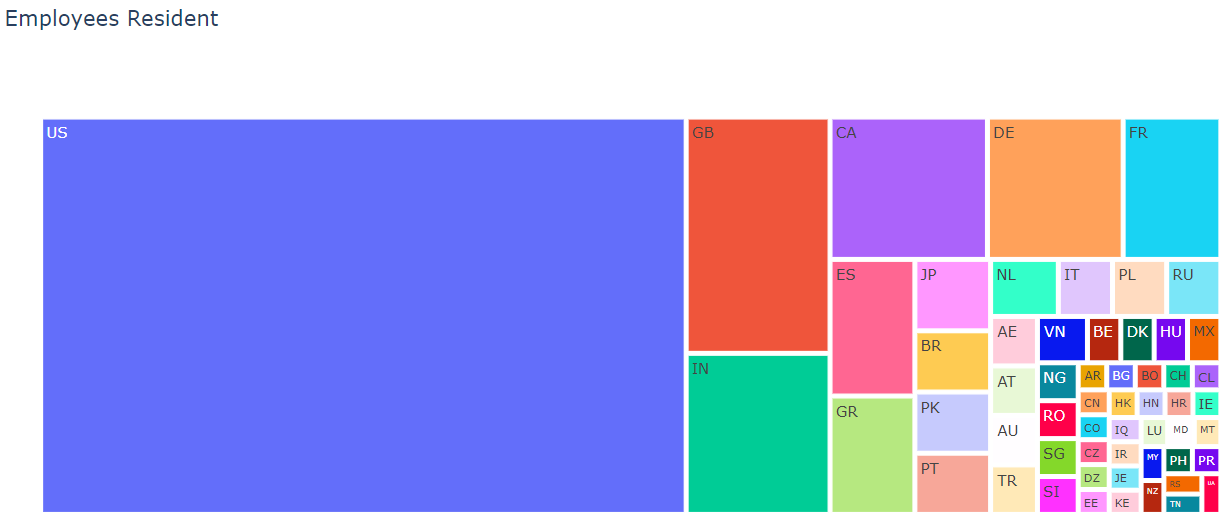 Employees Resident
US
GB
CA
DE
FR
ES
JP
NL
IT
PL
RU
AE
VN
BE
DK
HU
MX
BR
IN
AT
NG
AR
BG
BO
CH
CL
PK
GR
RO
CN
HK
HN
HR
IE
AU
CO
IQ
LU
MD
MT
PT
TR
SG
CZ
IR
MY
PH
PR
DZ
JE
SI
NZ
RS
UA
EE
KE
TN